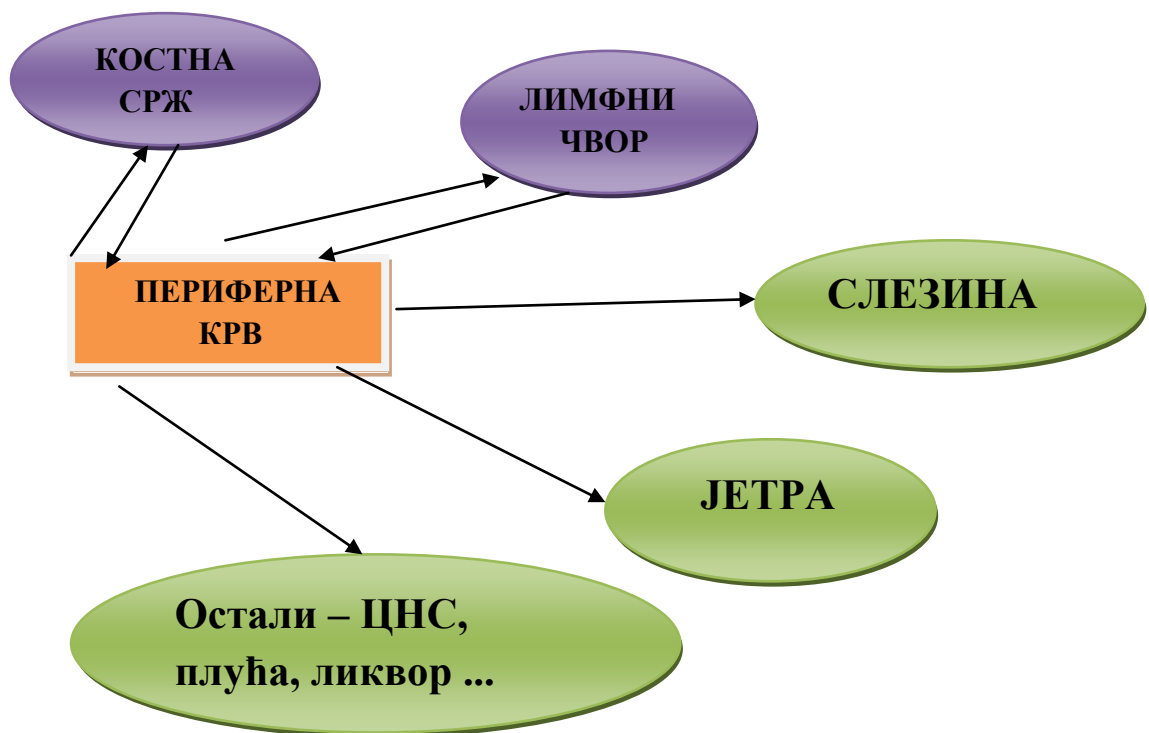 КОСТНА
СРЖ
ЛИМФНИ
ЧВОР
ПЕРИФЕРНА
КРВ
СЛЕЗИНА
ЈЕТРА
Остали – ЦНС,
плућа, ликвор ...